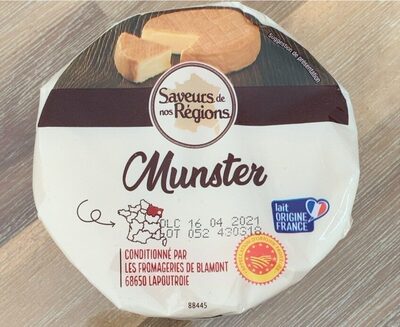 Suggestion de présentation
Saveurs de
nos Régions
Munster
lait
ORIGINE
FRANCE
DLC 16 04 2021
LOT 052 430318
CONDITIONNÉ PAR
LES FROMAGERIES DE BLAMONT
68650 LAPOUTROIE
88445